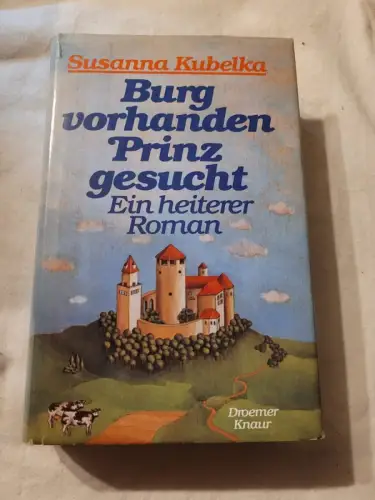 Susanna Kubelka
Burg
vorhanden
Prinz
gesucht
Ein heiterer
Roman
Droemer
Knaur